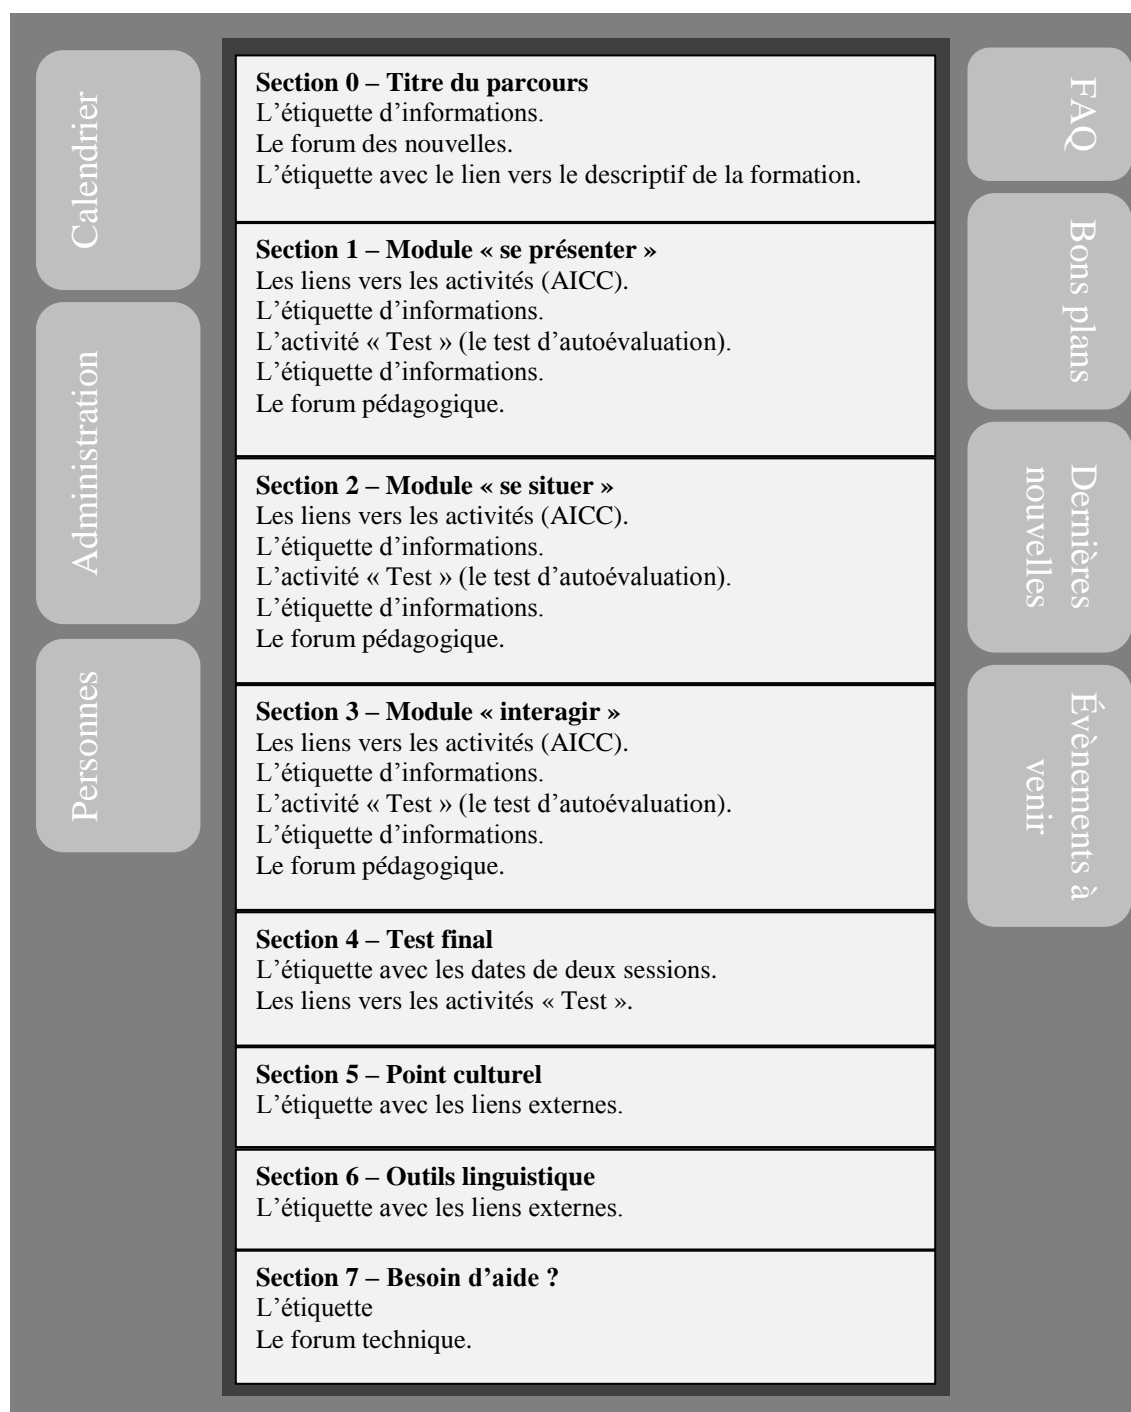 Calendrier
Administration
Personnes
Section 0 – Titre du parcours
L’étiquette d’informations.
Le forum des nouvelles.
L’étiquette avec le lien vers le descriptif de la formation.
Section 1 – Module « se présenter »
Les liens vers les activités (AICC).
L’étiquette d’informations.
L’activité « Test » (le test d’autoévaluation).
L’étiquette d’informations.
Le forum pédagogique.
Section 2 – Module « se situer »
Les liens vers les activités (AICC).
L’étiquette d’informations.
L’activité « Test » (le test d’autoévaluation).
L’étiquette d’informations.
Le forum pédagogique.
Section 3 – Module « interagir »
Les liens vers les activités (AICC).
L’étiquette d’informations.
L’activité « Test » (le test d’autoévaluation).
L’étiquette d’informations.
Le forum pédagogique.
Section 4 – Test final
L’étiquette avec les dates de deux sessions.
Les liens vers les activités « Test ».
Section 5 – Point culturel
L’étiquette avec les liens externes.
Section 6 – Outils linguistique
L’étiquette avec les liens externes.
Section 7 – Besoin d’aide ?
L’étiquette
Le forum technique.
FAQ
Bons plans
Dernières
nouvelles
Évènements à
venir